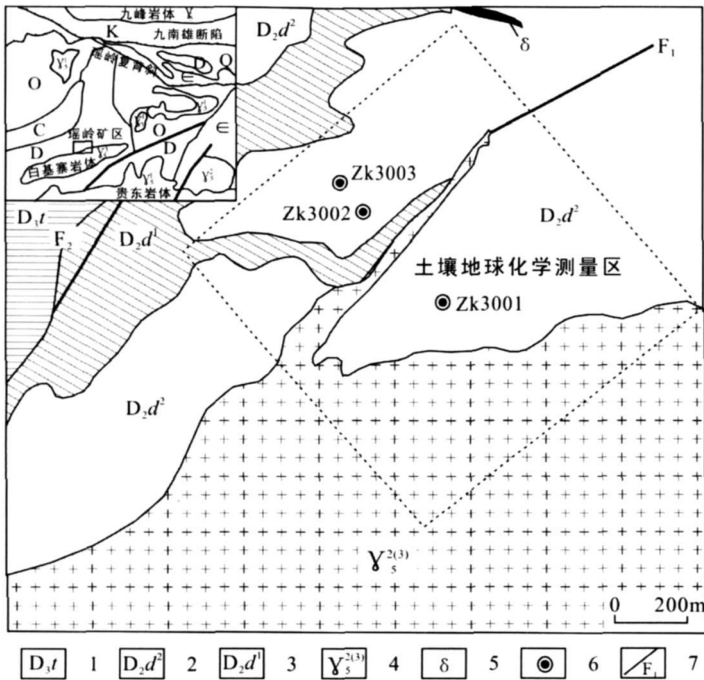 九峰岩体 γ
K 九南雄断陷
瑶岭复背斜
O
D
O
∈
O
C
瑶岭矿区
D
D
∈
白基寨岩体
贵东岩体
D₂d²
δ
F₁
Zk3003
Zk3002
D₂d²
D₃t
F₂
D₂d¹
土壤地球化学测量区
Zk3001
D₂d²
γ₅²⁽³⁾
0 200m
D₃t 1 D₂d² 2 D₂d¹ 3 γ₅²⁽³⁾ 4 δ 5 6 F₁ 7